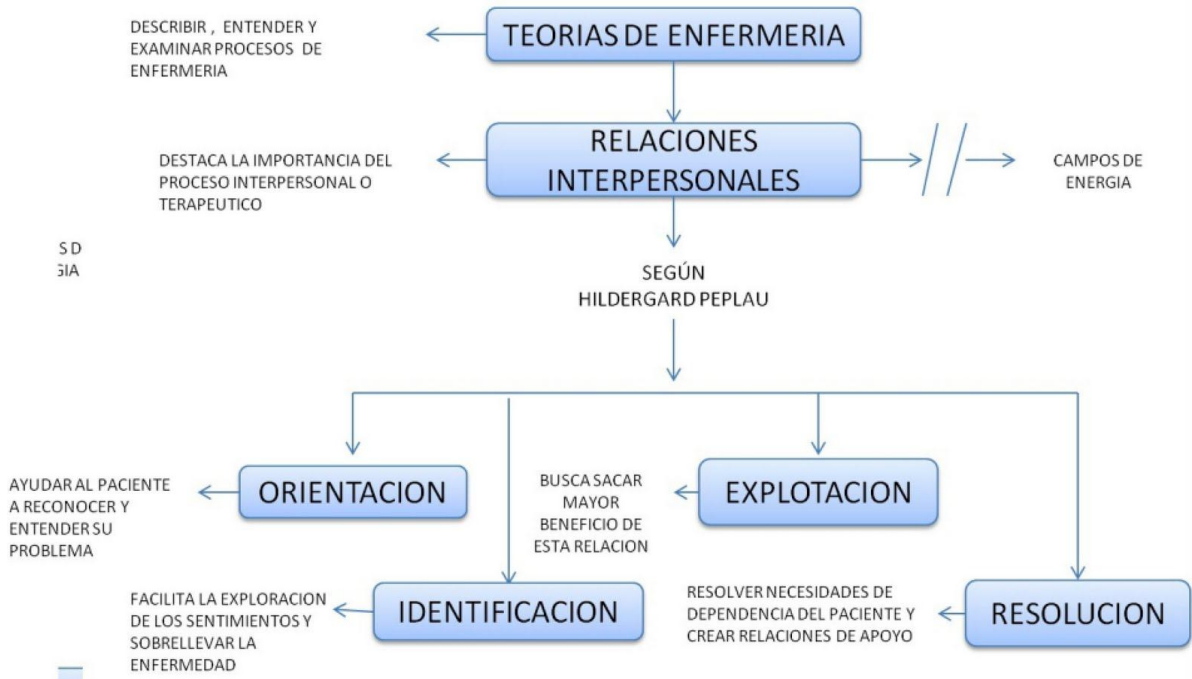 DESCRIBIR , ENTENDER Y
EXAMINAR PROCESOS DE
ENFERMERIA
TEORIAS DE ENFERMERIA
DESTACA LA IMPORTANCIA DEL
PROCESO INTERPERSONAL O
TERAPEUTICO
RELACIONES
INTERPERSONALES
CAMPOS DE
ENERGIA
S D
GIA
SEGÚN
HILDERGARD PEPLAU
AYUDAR AL PACIENTE
A RECONOCER Y
ENTENDER SU
PROBLEMA
ORIENTACION
BUSCA SACAR
MAYOR
BENEFICIO DE
ESTA RELACION
EXPLOTACION
FACILITA LA EXPLORACION
DE LOS SENTIMIENTOS Y
SOBRELLEVAR LA
ENFERMEDAD
IDENTIFICACION
RESOLVER NECESIDADES DE
DEPENDENCIA DEL PACIENTE Y
CREAR RELACIONES DE APOYO
RESOLUCION